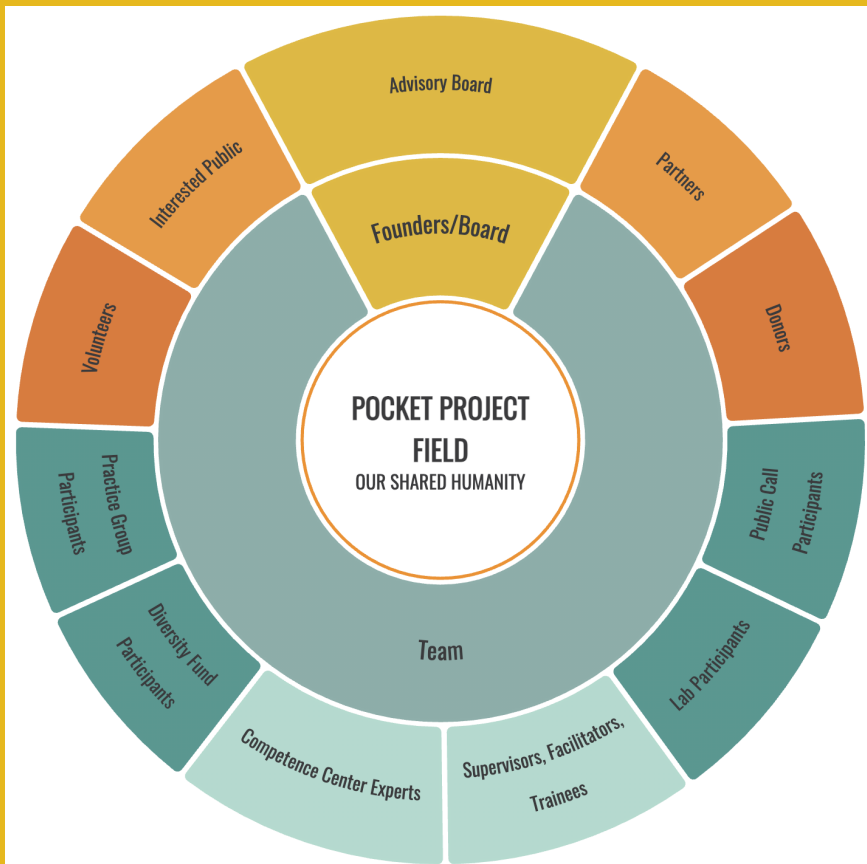 Advisory Board
Founders/Board
Partners
Donors
Public Call
Participants
Lab Participants
Supervisors, Facilitators,
Trainees
Competence Center Experts
Diversity Fund
Participants
Practice Group
Participants
Volunteers
Interested Public
Team
POCKET PROJECT
FIELD
OUR SHARED HUMANITY